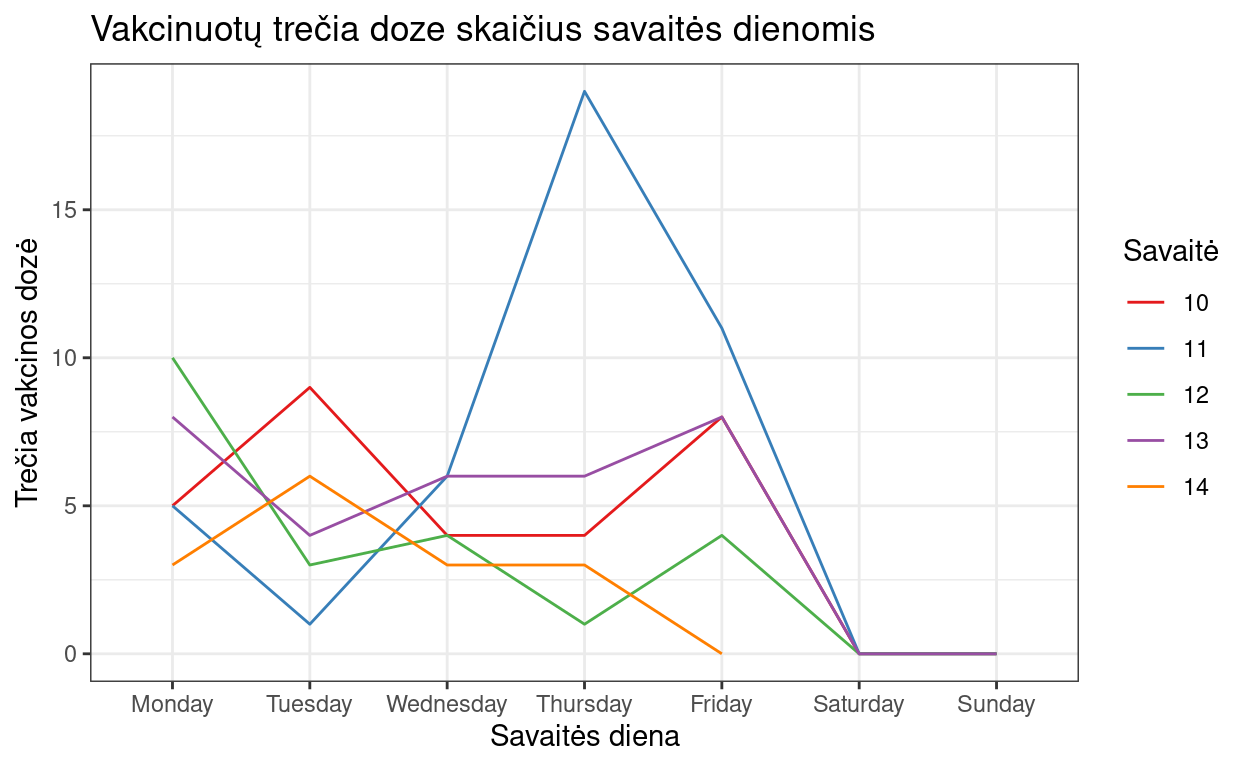 Vakcinuotų trečia doze skaičius savaitės dienomis
Trečia vakcinos dozė
15
10
5
0
Monday Tuesday Wednesday Thursday Friday Saturday Sunday
Savaitės diena
Savaitė
10
11
12
13
14